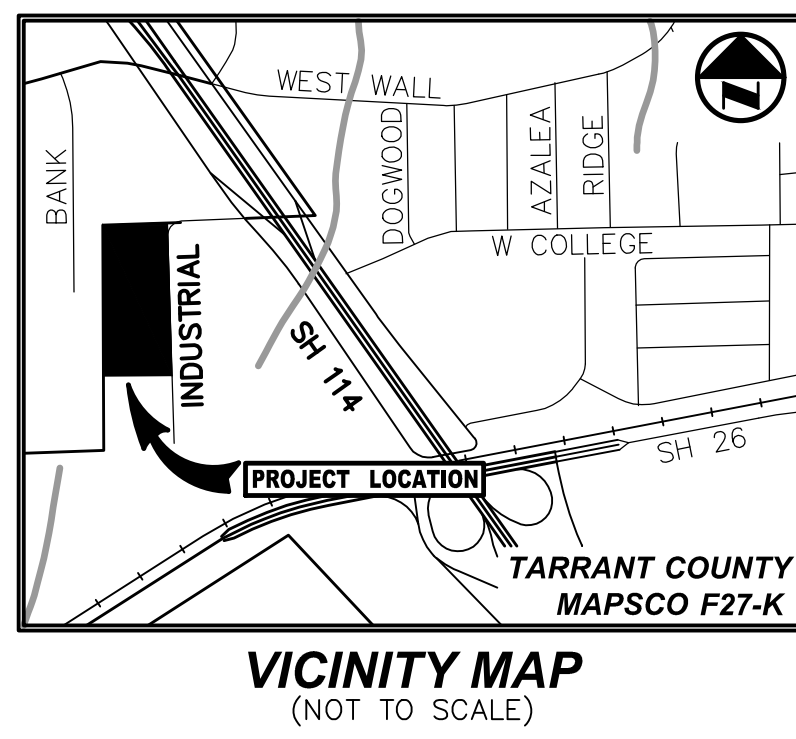 WEST WALL
N
BANK
DOGWOOD
AZALEA
RIDGE
W COLLEGE
INDUSTRIAL
SH 114
SH 26
PROJECT LOCATION
TARRANT COUNTY
MAPSCO F27-K
VICINITY MAP
(NOT TO SCALE)